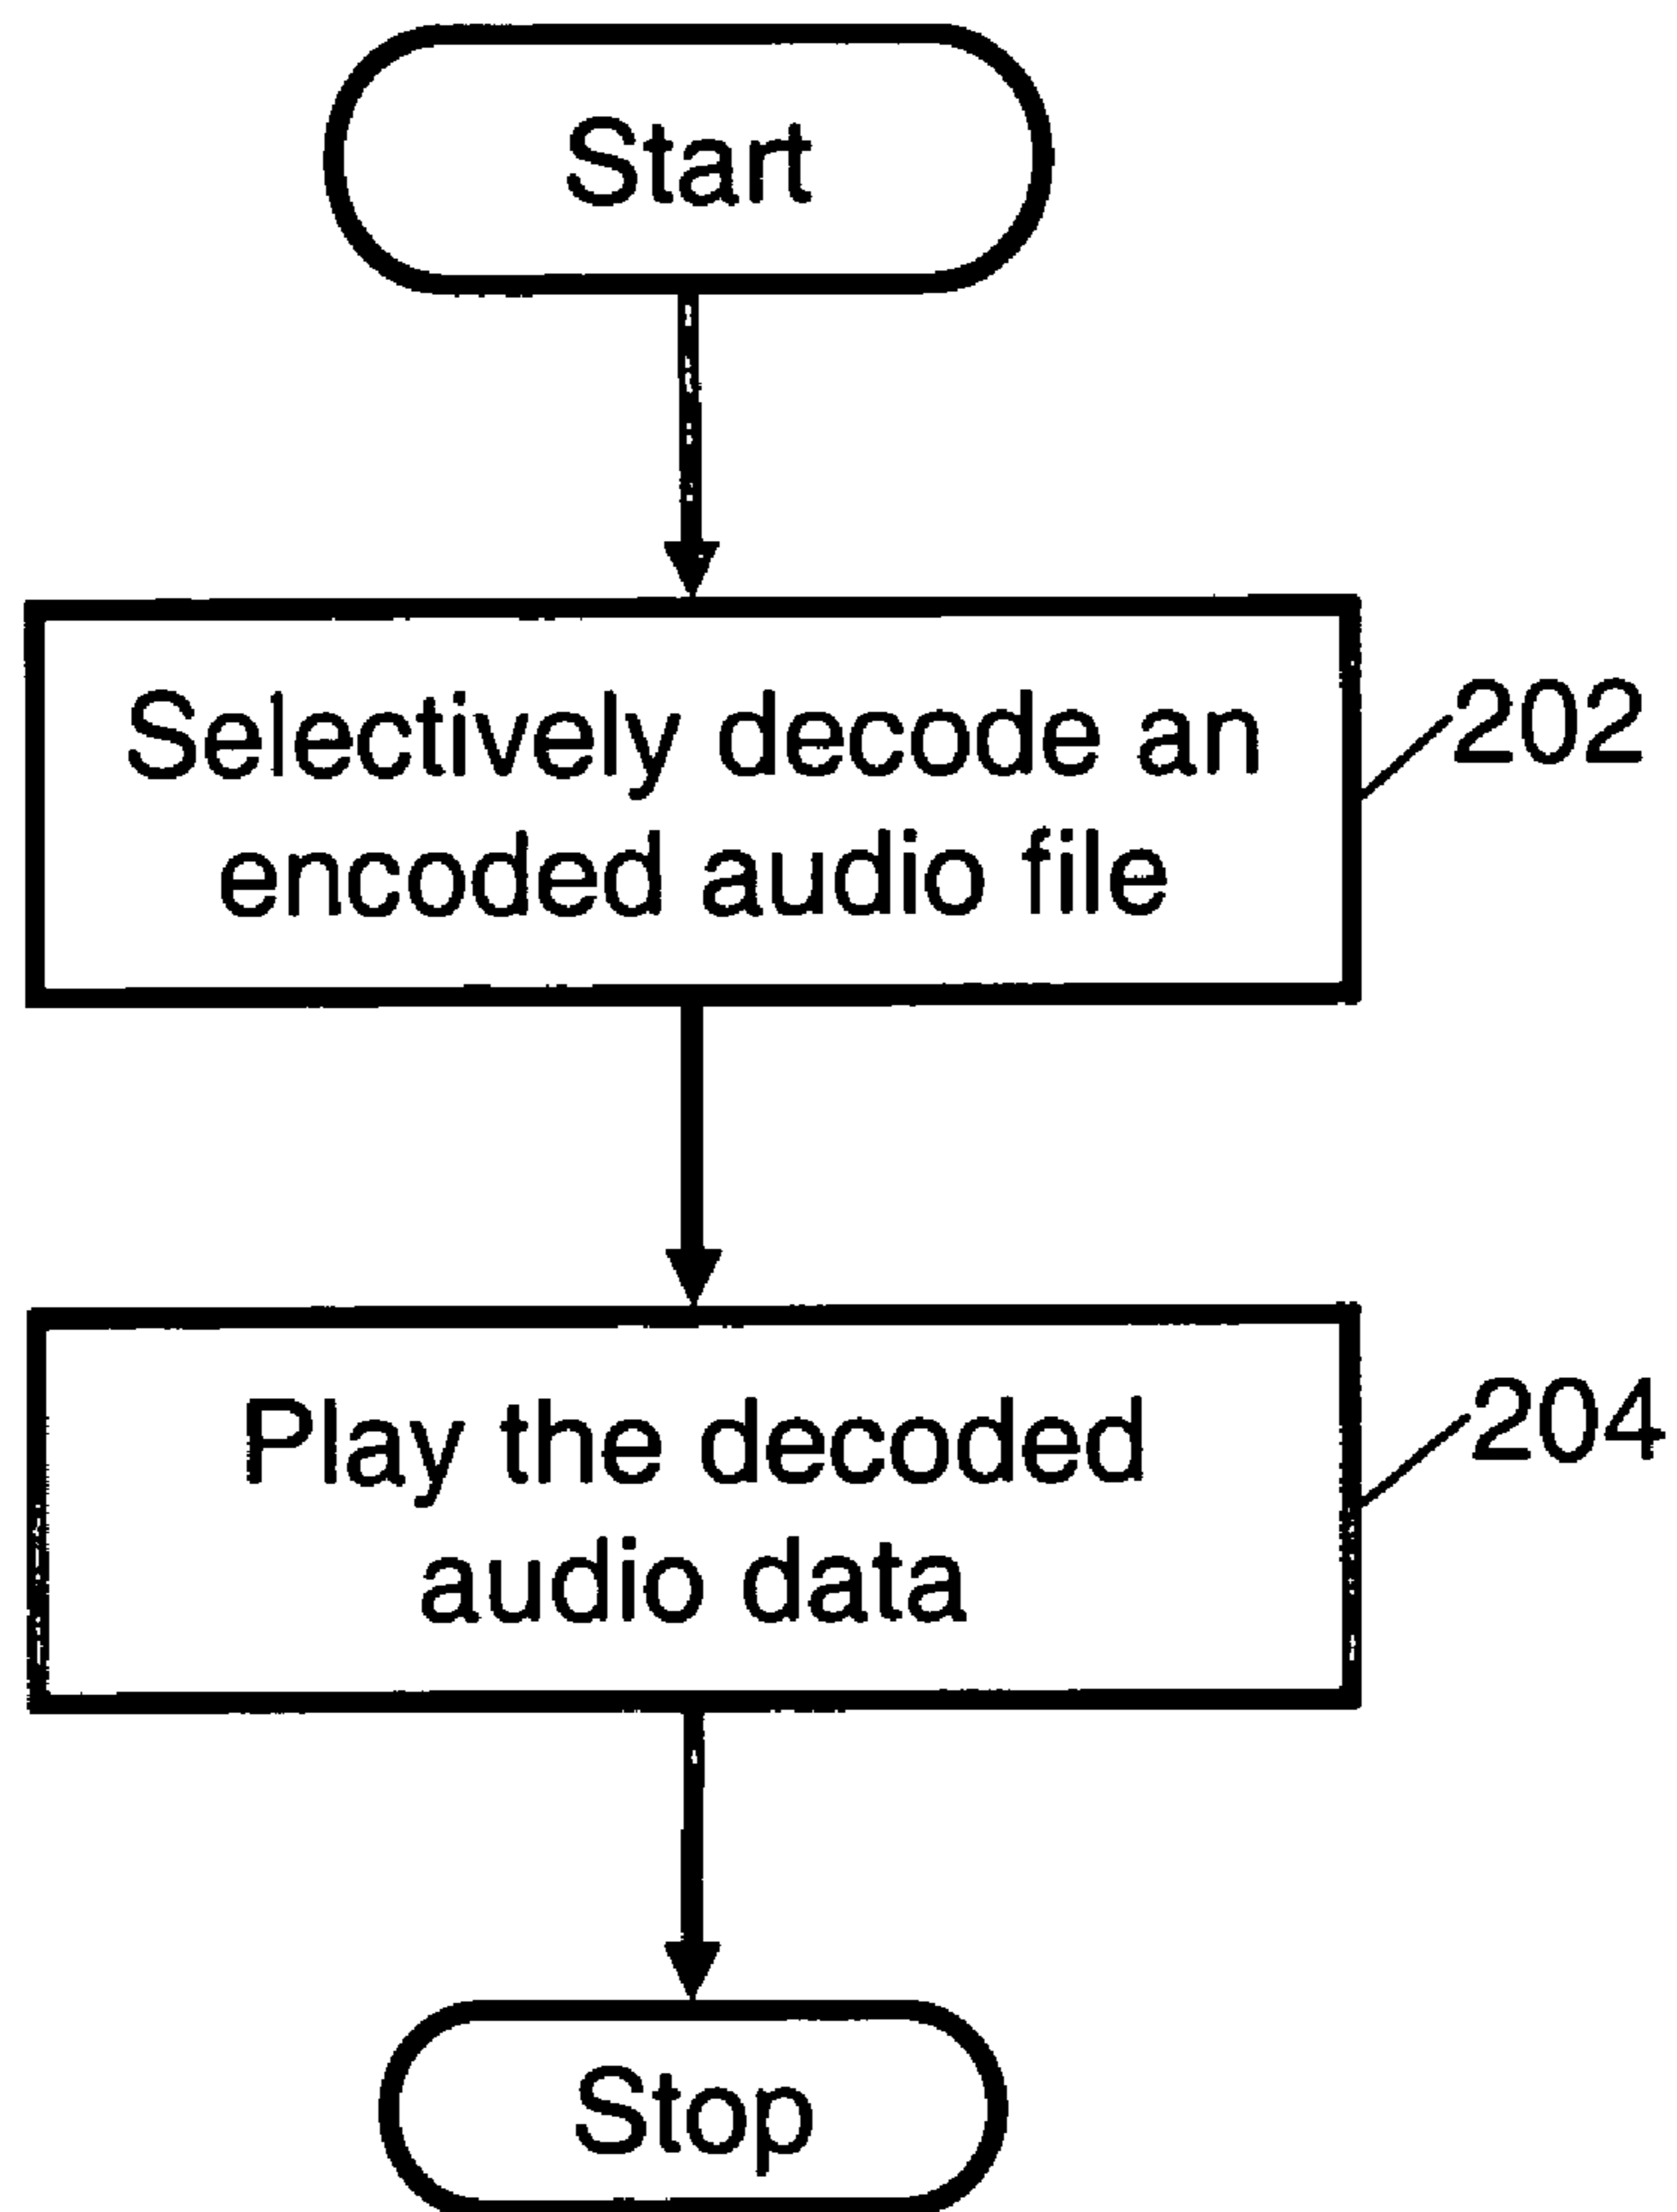 Start
Selectively decode an
encoded audio file
202
Play the decoded
audio data
204
Stop